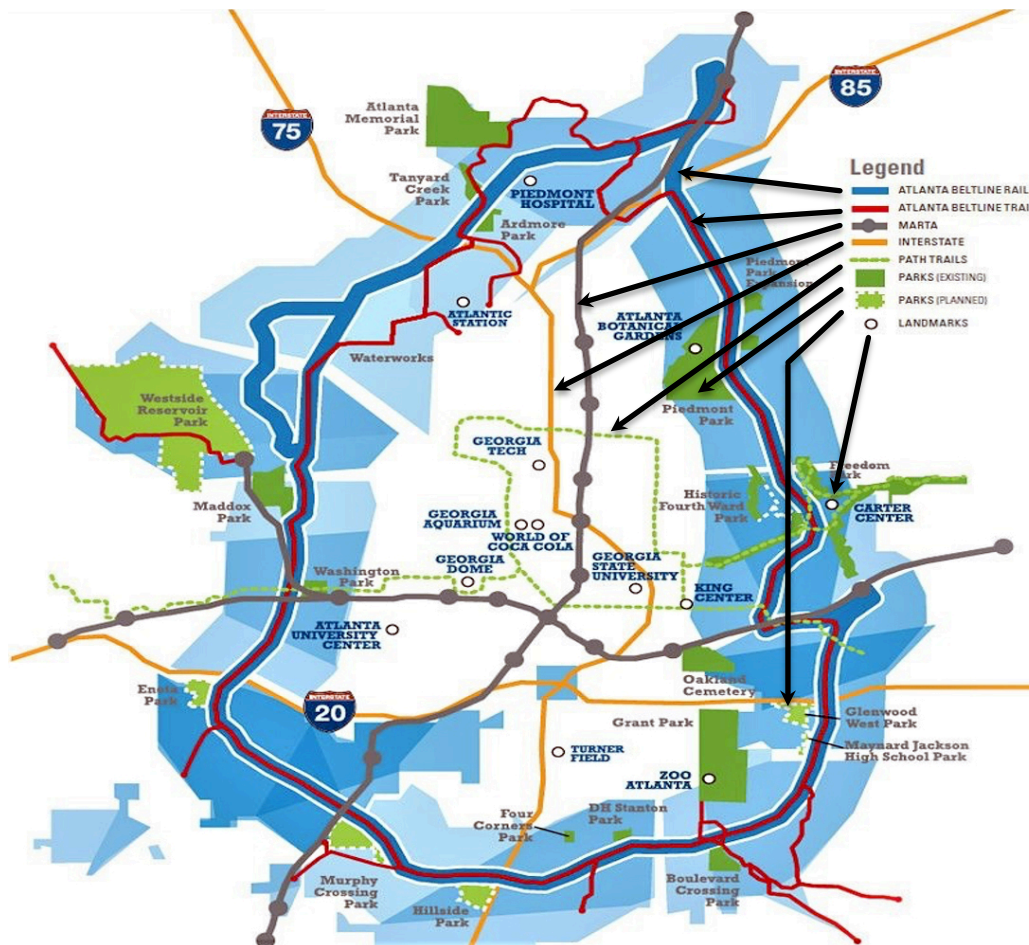 INTERSTATE
75
INTERSTATE
85
Atlanta
Memorial
Park
Tanyard
Creek
Park
PIEDMONT
HOSPITAL
Ardmore
Park
Legend
ATLANTA BELTLINE RAIL
ATLANTA BELTLINE TRAI
MARTA
INTERSTATE
PATH TRAILS
PARKS (EXISTING)
PARKS (PLANNED)
LANDMARKS
Piedmont
Park
Expansion
ATLANTIC
STATION
ATLANTA
BOTANICAL
GARDENS
Waterworks
Westside
Reservoir
Park
Piedmont
Park
GEORGIA
TECH
Freedom
Park
Maddox
Park
Historic
Fourth Ward
Park
CARTER
CENTER
GEORGIA
AQUARIUM
WORLD OF
COCA COLA
GEORGIA
DOME
GEORGIA
STATE
UNIVERSITY
Washington
Park
KING
CENTER
ATLANTA
UNIVERSITY
CENTER
Oakland
Cemetery
Enota
Park
INTERSTATE
20
Grant Park
Glenwood
West Park
Maynard Jackson
High School Park
TURNER
FIELD
ZOO
ATLANTA
Four
Corners
Park
DH Stanton
Park
Murphy
Crossing
Park
Hillside
Park
Boulevard
Crossing
Park